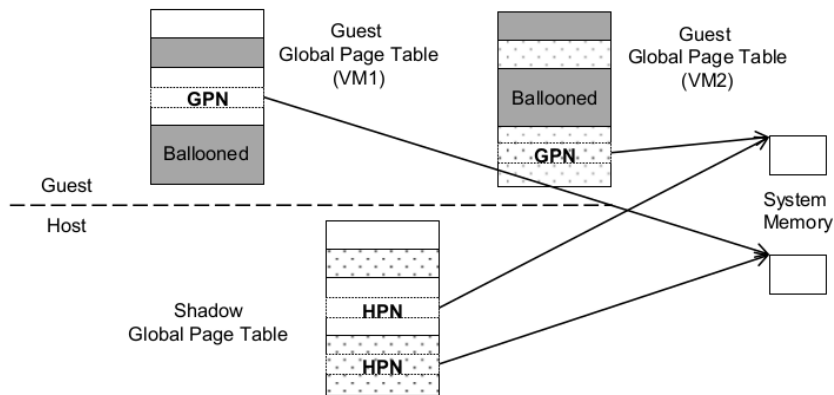 Guest
Global Page Table
(VM1)
GPN
Ballooned
Guest
Global Page Table
(VM2)
Ballooned
GPN
System
Memory
Guest
Host
Shadow
Global Page Table
HPN
HPN